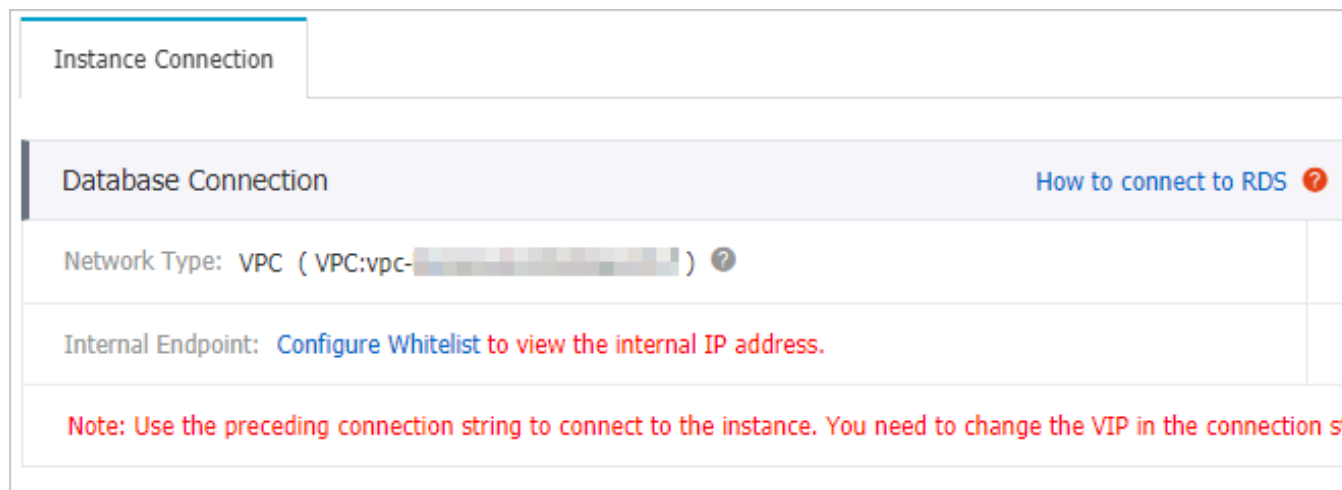 Instance Connection
Database Connection How to connect to RDS ?
Network Type: VPC ( VPC:vpc- ) ?
Internal Endpoint: Configure Whitelist to view the internal IP address.
Note: Use the preceding connection string to connect to the instance. You need to change the VIP in the connection